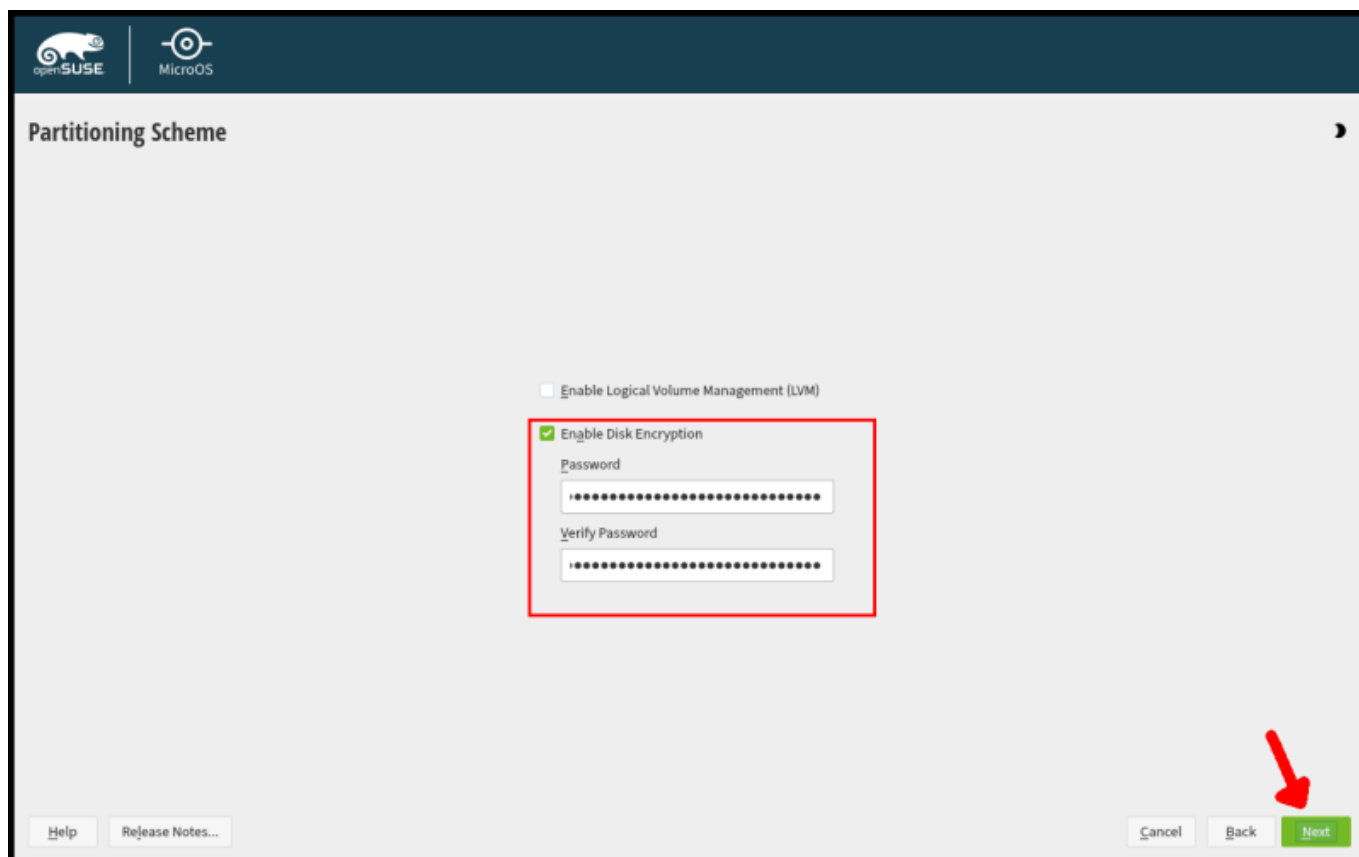 openSUSE
MicroOS
Partitioning Scheme
Enable Logical Volume Management (LVM)
Enable Disk Encryption
Password
Verify Password
Help
Release Notes...
Cancel
Back
Next